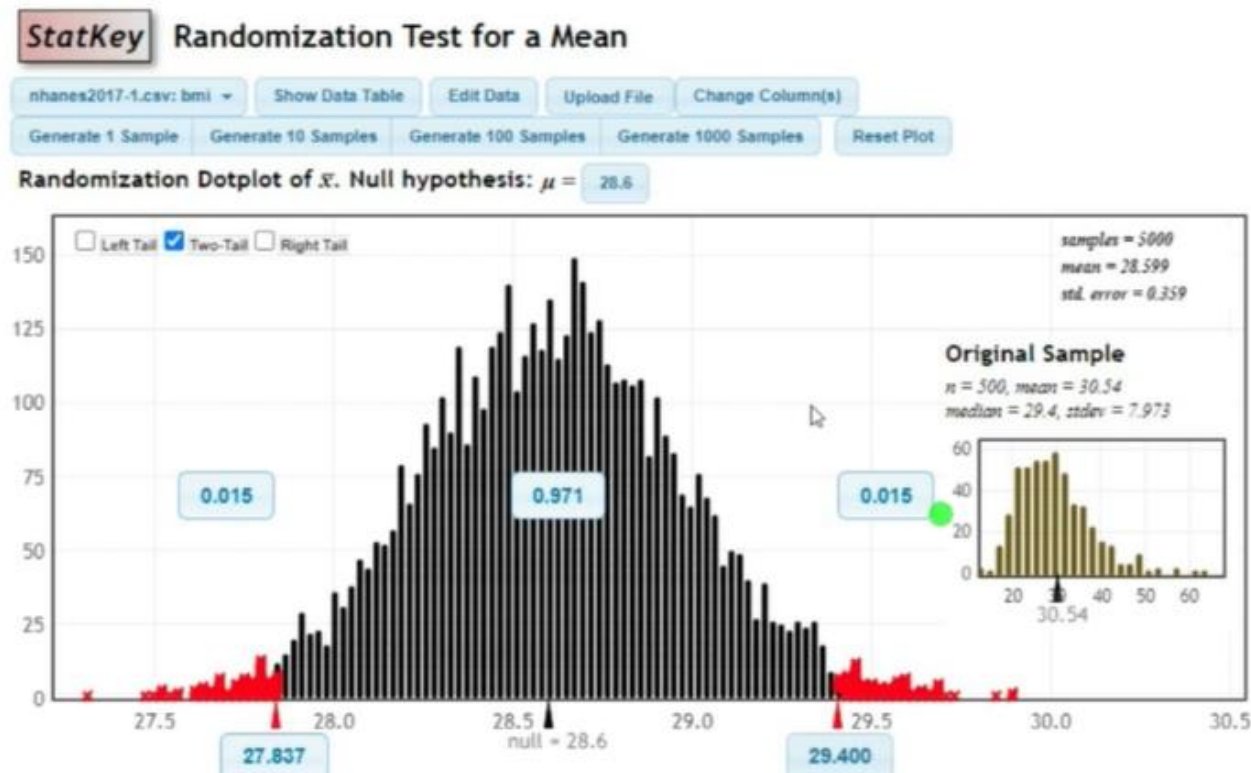 StatKey Randomization Test for a Mean
nhanes2017-1.csv: bmi Show Data Table Edit Data Upload File Change Column(s)
Generate 1 Sample Generate 10 Samples Generate 100 Samples Generate 1000 Samples Reset Plot
Randomization Dotplot of x̄. Null hypothesis: μ = 28.6
Left Tail Two-Tail Right Tail
samples = 5000
mean = 28.599
std. error = 0.359
150
125
100
75
50
25
0
0.015 0.971 0.015
Original Sample
n = 500, mean = 30.54
median = 29.4, stdev = 7.973
60
40
20
0
20 30 40 50 60
30.54
27.5 28.0 28.5 29.0 29.5 30.0 30.5
null = 28.6
27.837 29.400